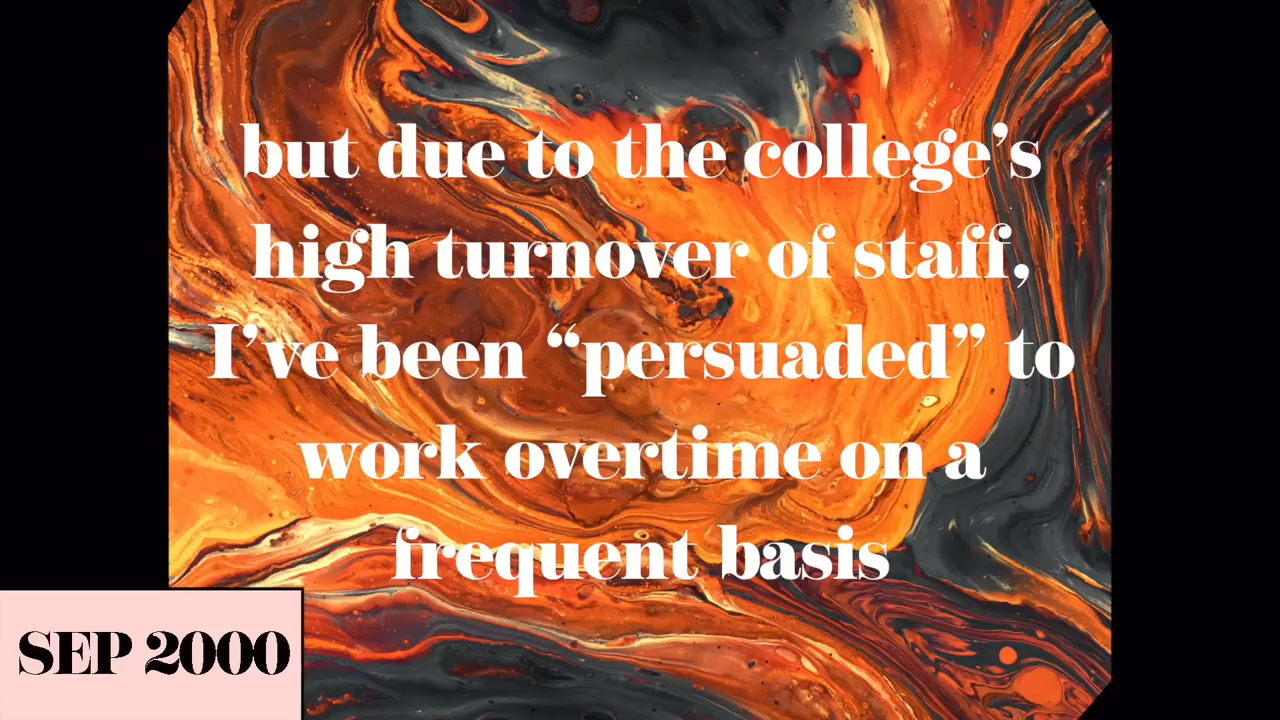 but due to the college’s
high turnover of staff,
I’ve been “persuaded” to
work overtime on a
frequent basis
SEP 2000